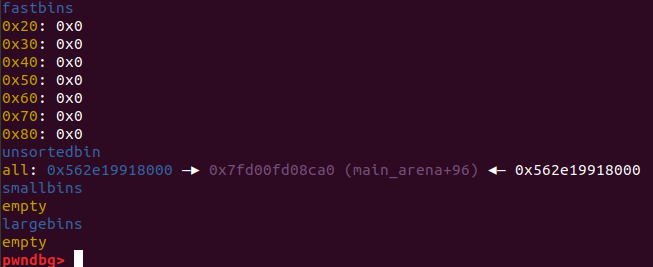 fastbins
0x20: 0x0
0x30: 0x0
0x40: 0x0
0x50: 0x0
0x60: 0x0
0x70: 0x0
0x80: 0x0
unsortedbin
all: 0x562e19918000 —▸ 0x7fd00fd08ca0 (main_arena+96) ◂— 0x562e19918000
smallbins
empty
largebins
empty
pwndbg>